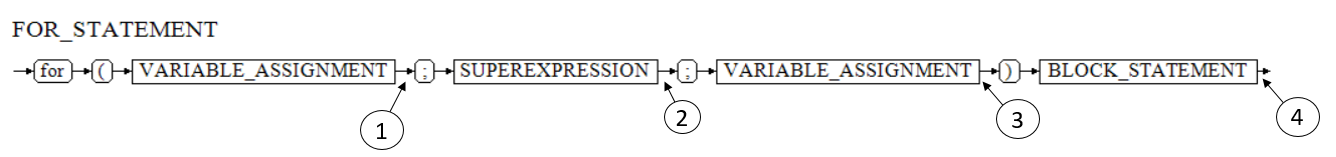 FOR_STATEMENT
for ( VARIABLE_ASSIGNMENT ; SUPEREXPRESSION ; VARIABLE_ASSIGNMENT ) BLOCK_STATEMENT
1 2 3 4